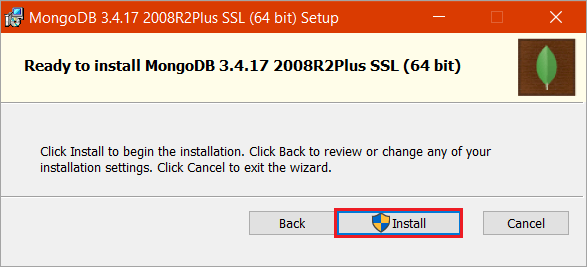 MongoDB 3.4.17 2008R2Plus SSL (64 bit) Setup
Ready to install MongoDB 3.4.17 2008R2Plus SSL (64 bit)
Click Install to begin the installation. Click Back to review or change any of your
installation settings. Click Cancel to exit the wizard.
Back Install Cancel